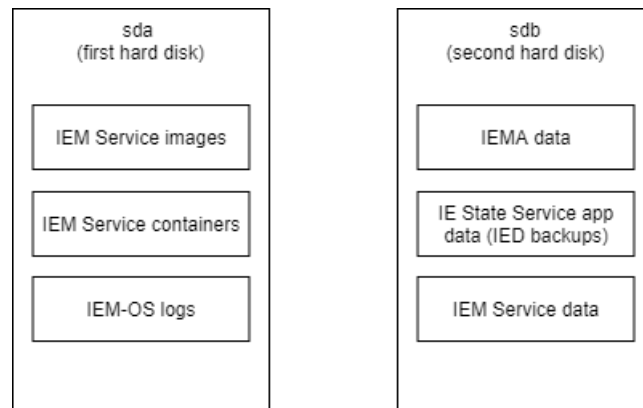 sda
(first hard disk)
IEM Service images
IEM Service containers
IEM-OS logs
sdb
(second hard disk)
IEMA data
IE State Service app
data (IED backups)
IEM Service data